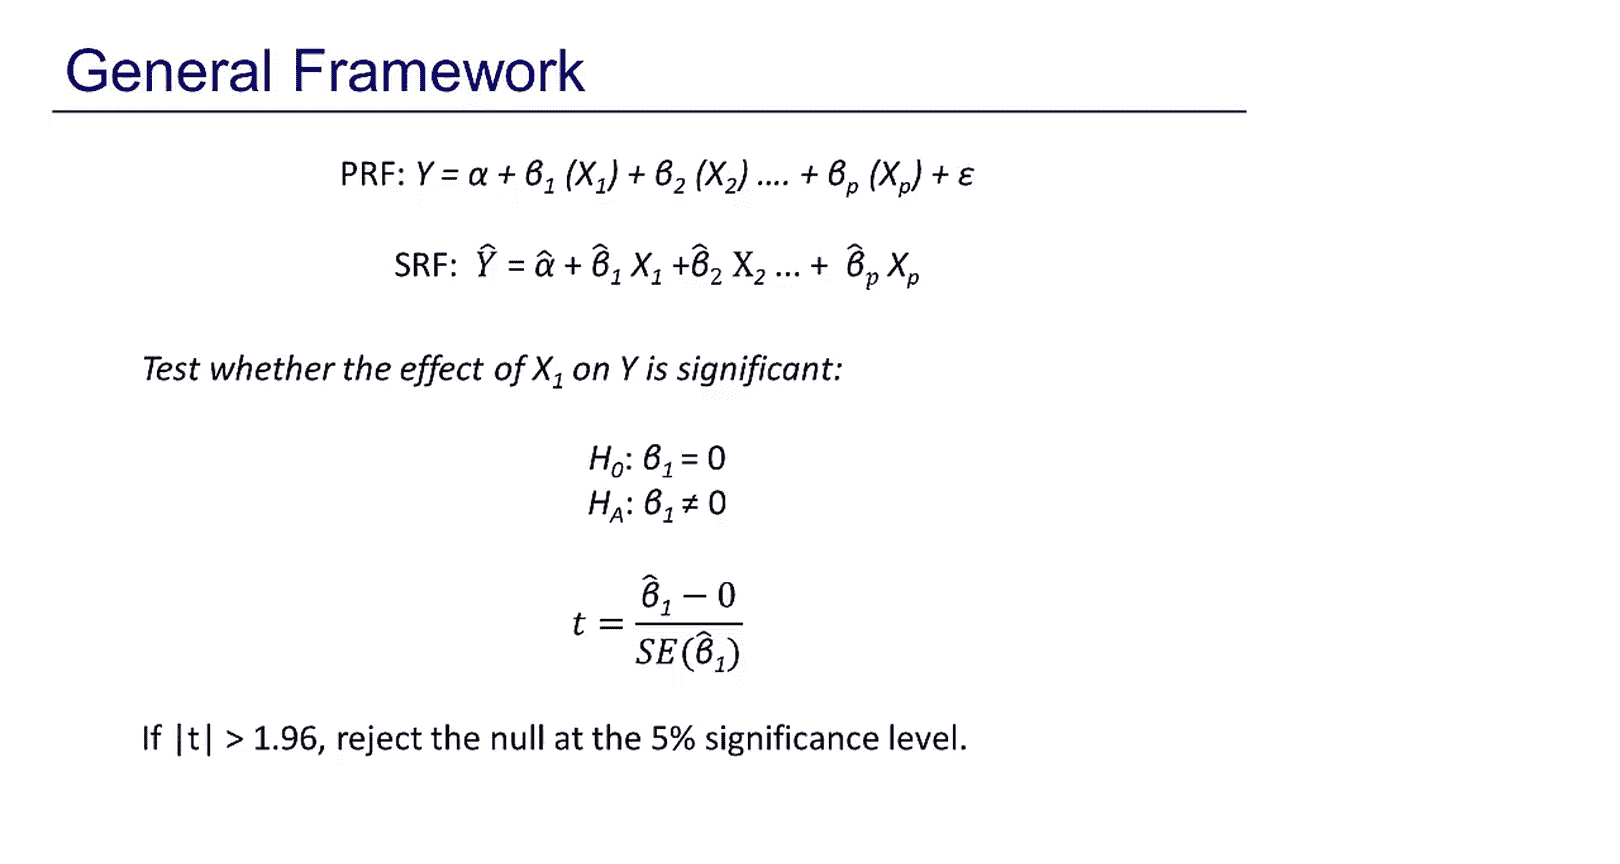 General Framework
PRF: Y = α + β₁ (X₁) + β₂ (X₂) .... + βₚ (Xₚ) + ε
SRF: Ŷ = α̂ + β̂₁ X₁ +β̂₂ X₂ ... + β̂ₚ Xₚ
Test whether the effect of X₁ on Y is significant:
H₀: β₁ = 0
H_A: β₁ ≠ 0
t = (β̂₁ − 0) / SE(β̂₁)
If |t| > 1.96, reject the null at the 5% significance level.